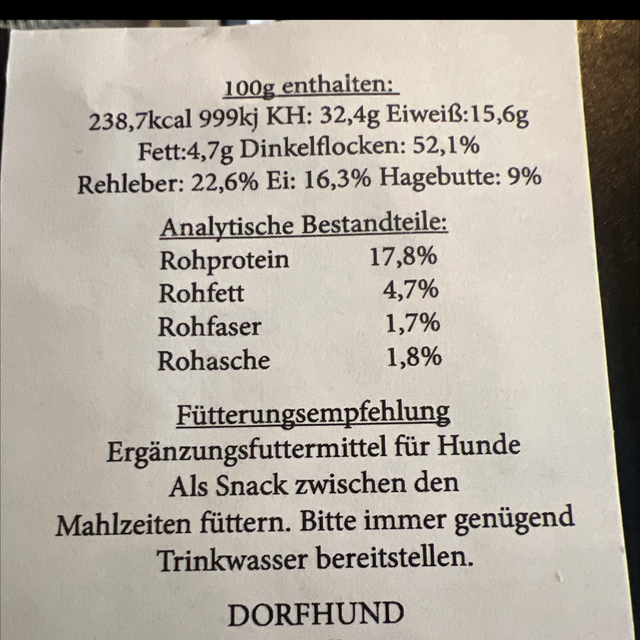 100g enthalten:
238,7kcal 999kj KH: 32,4g Eiweiß:15,6g
Fett:4,7g Dinkelflocken: 52,1%
Rehleber: 22,6% Ei: 16,3% Hagebutte: 9%
Analytische Bestandteile:
Rohprotein 17,8%
Rohfett 4,7%
Rohfaser 1,7%
Rohasche 1,8%
Fütterungsempfehlung
Ergänzungsfuttermittel für Hunde
Als Snack zwischen den
Mahlzeiten füttern. Bitte immer genügend
Trinkwasser bereitstellen.
DORFHUND